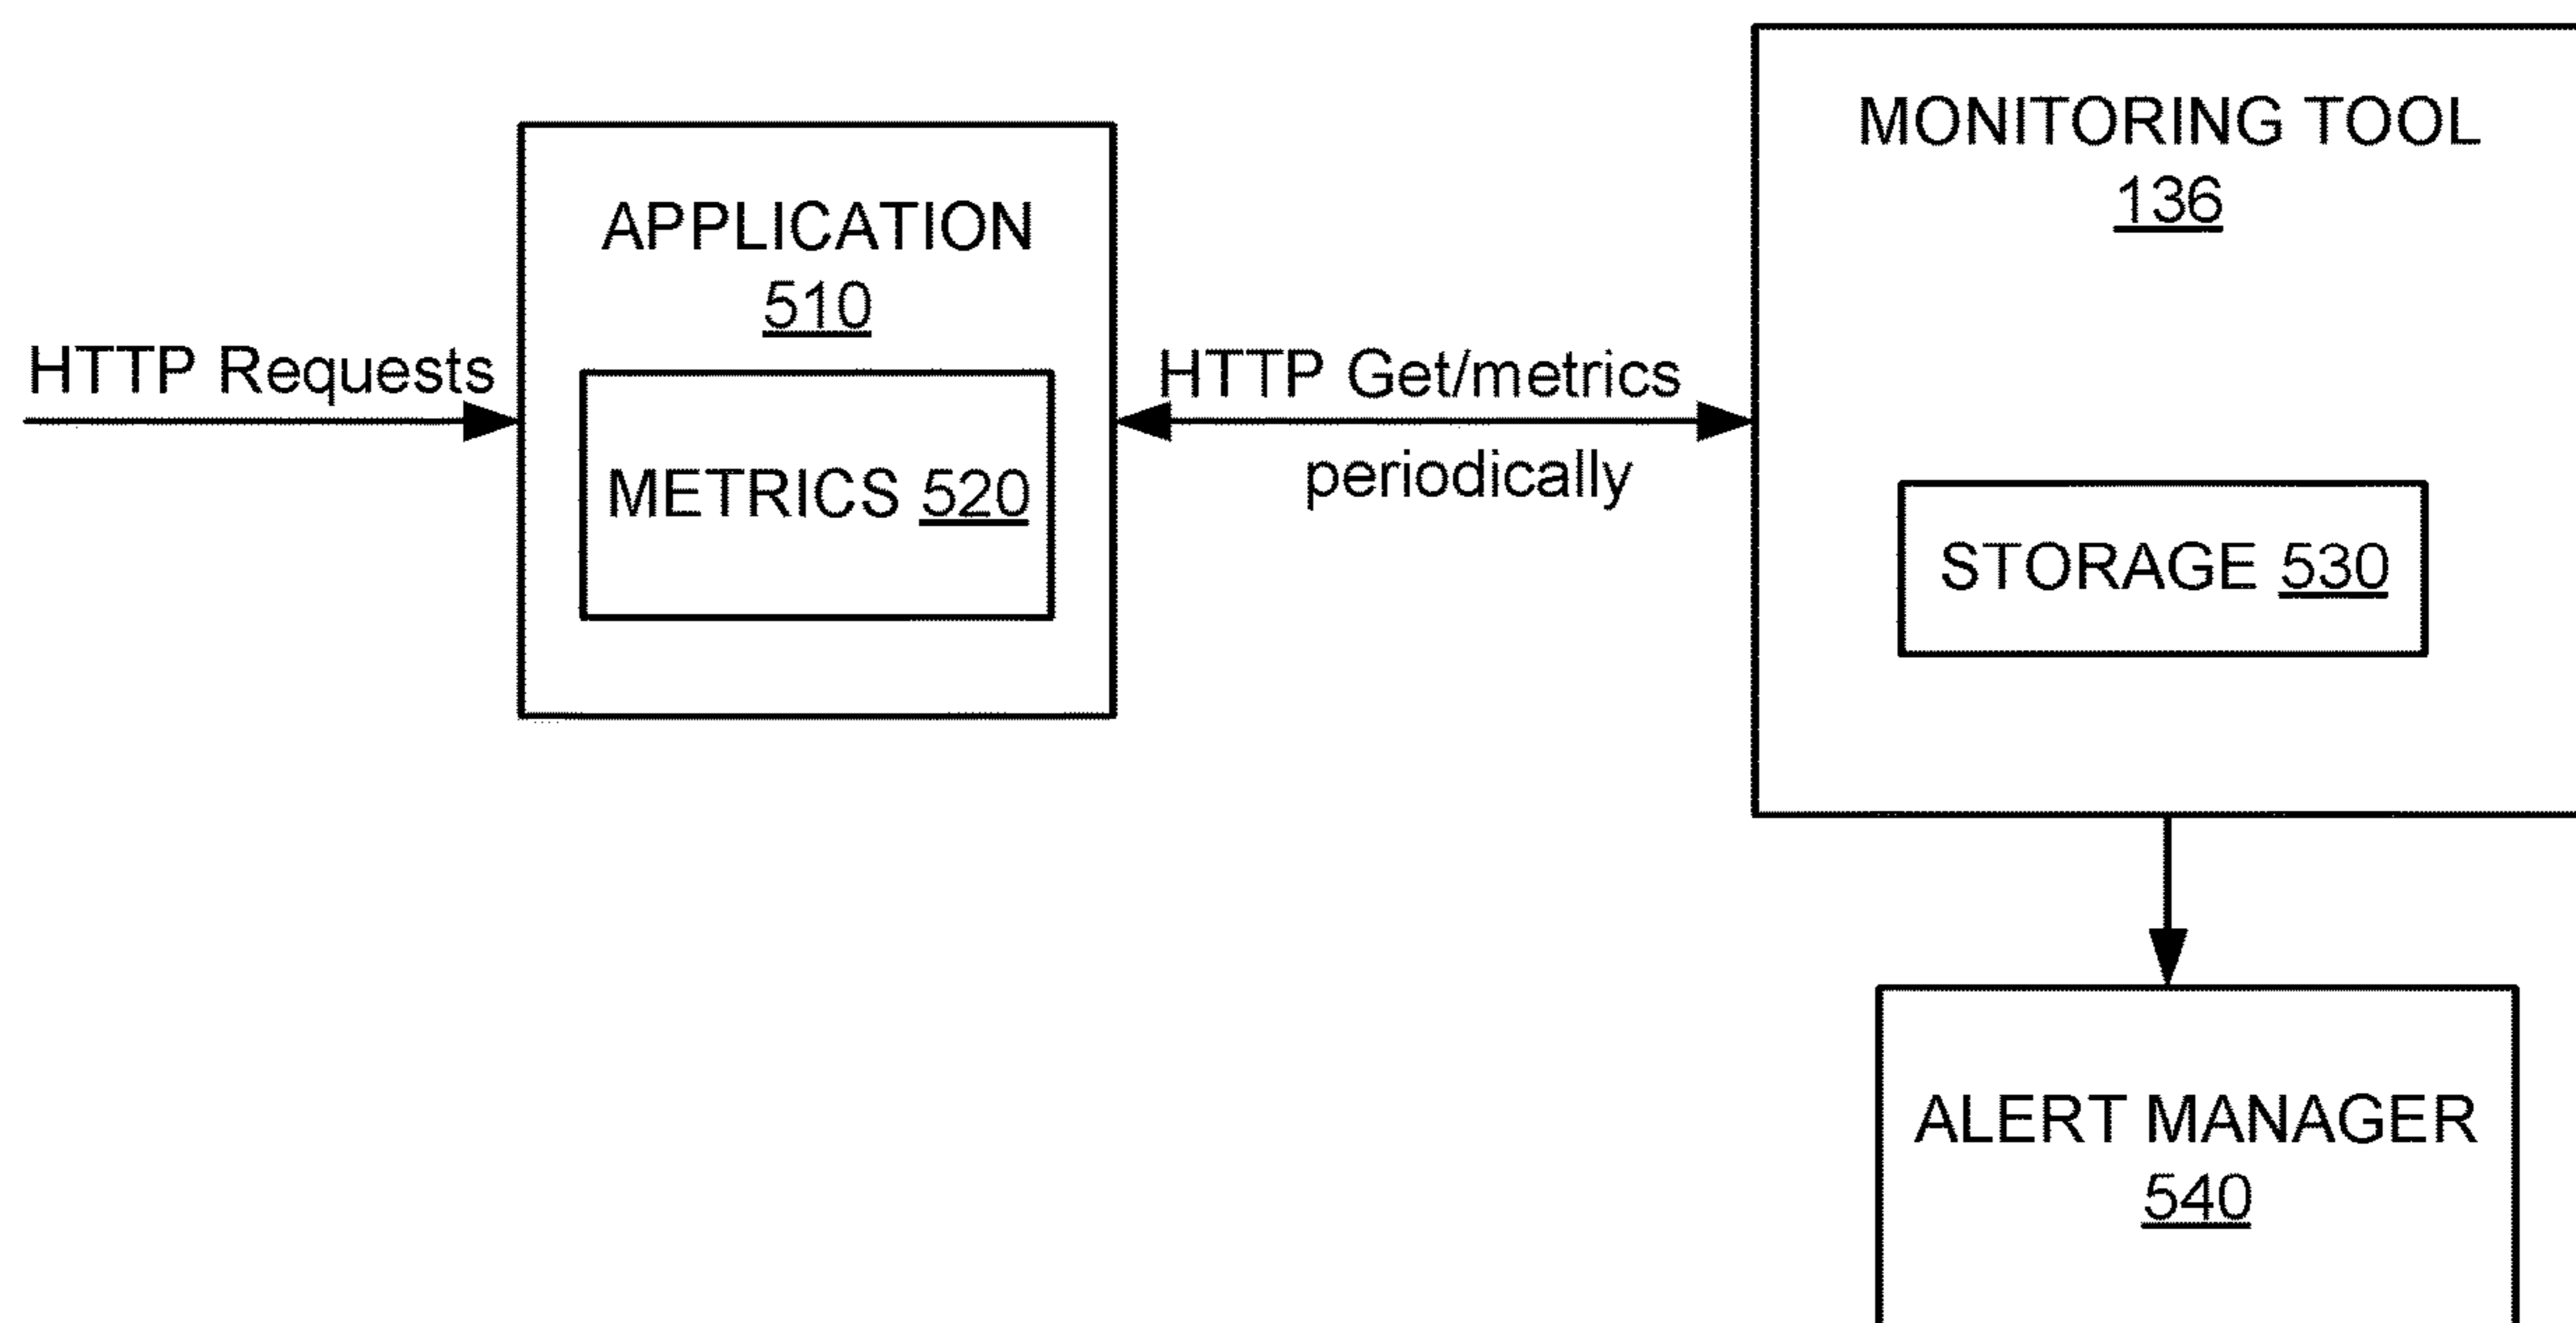 HTTP Requests
APPLICATION
510
METRICS 520
HTTP Get/metrics
periodically
MONITORING TOOL
136
STORAGE 530
ALERT MANAGER
540